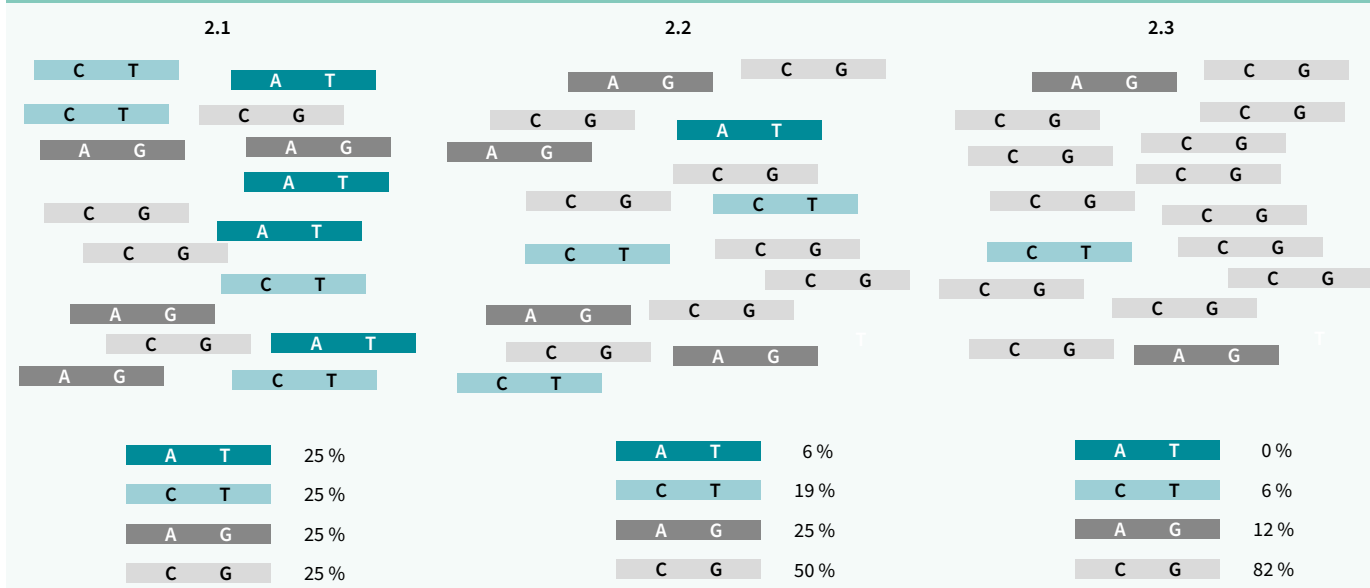 2.1
C T
A T
C T
C G
A G
A G
A T
C G
A T
C G
C T
A G
C G
A T
A G
C T
A T 25 %
C T 25 %
A G 25 %
C G 25 %
2.2
C G
A G
C G
A T
A G
C G
C G
C T
C G
C T
C G
C G
A G
T
C G
A G
C T
A T 6 %
C T 19 %
A G 25 %
C G 50 %
2.3
C G
A G
C G
C G
C G
C G
C G
C G
C G
C G
C T
C G
C G
C G
T
C G
A G
A T 0 %
C T 6 %
A G 12 %
C G 82 %